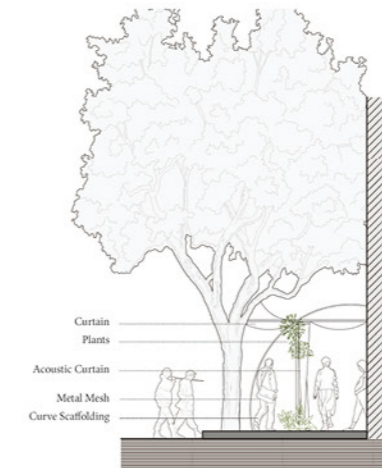 Curtain
Plants
Acoustic Curtain
Metal Mesh
Curve Scaffolding